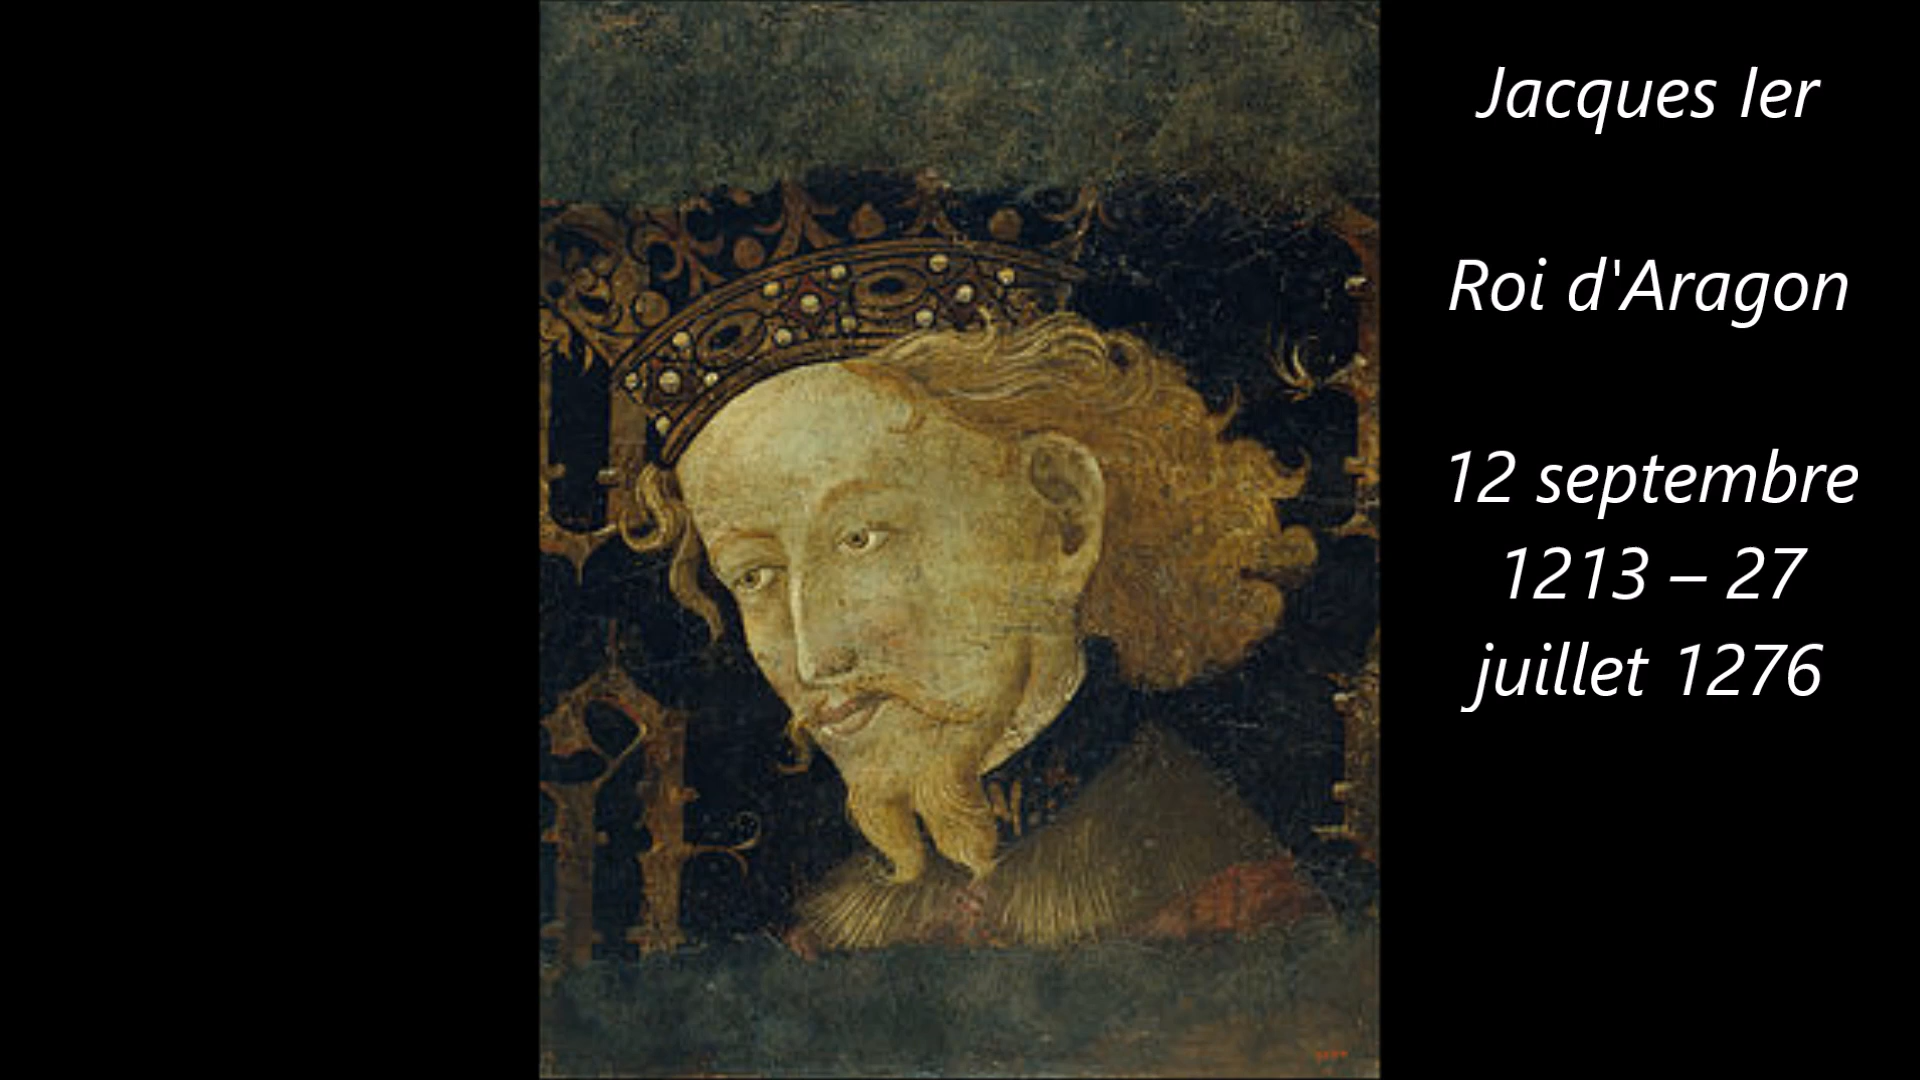 Jacques Ier
Roi d'Aragon
12 septembre
1213 – 27
juillet 1276